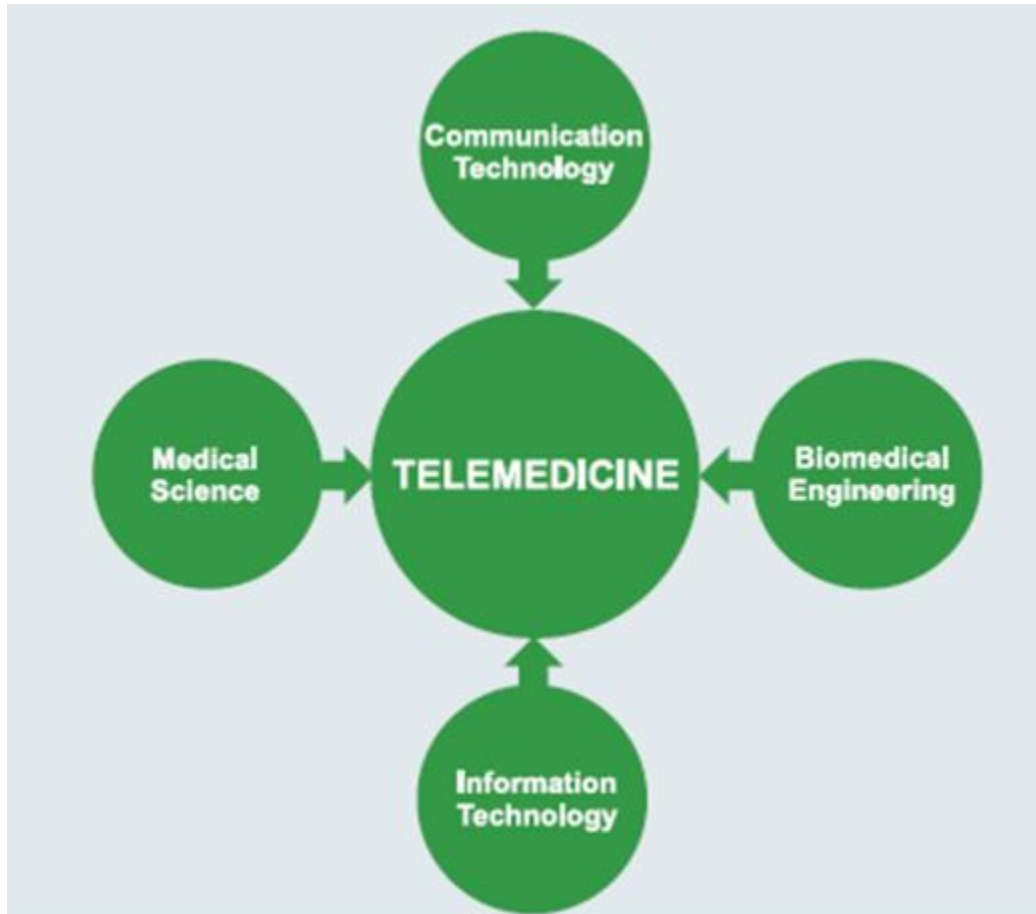 Communication
Technology
Medical
Science
TELEMEDICINE
Biomedical
Engineering
Information
Technology